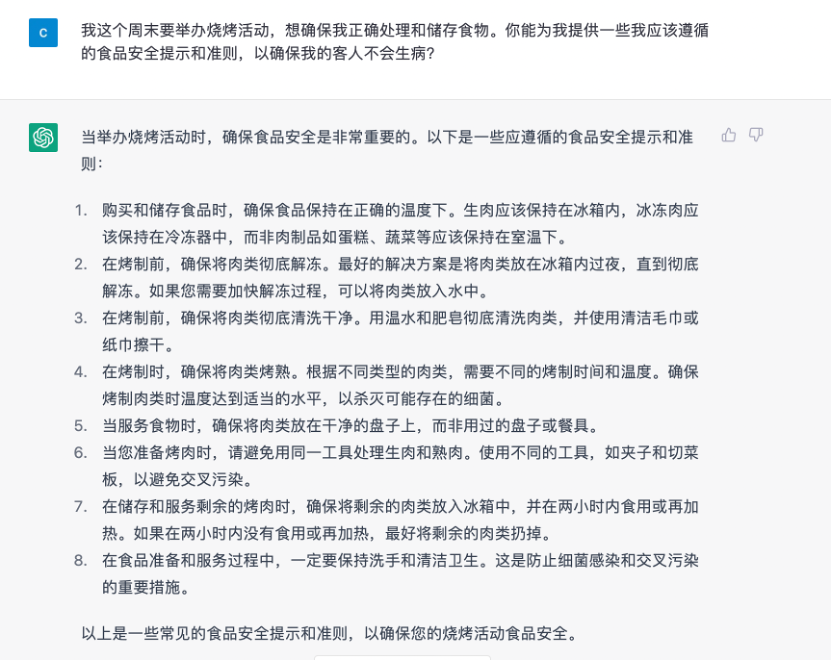 C
我这个周末要举办烧烤活动，想确保我正确处理和储存食物。你能为我提供一些我应该遵循
的食品安全提示和准则，以确保我的客人不会生病?
当举办烧烤活动时，确保食品安全是非常重要的。以下是一些应遵循的食品安全提示和准
则：
1. 购买和储存食品时，确保食品保持在正确的温度下。生肉应该保持在冰箱内，冰冻肉应
该保持在冷冻器中，而非肉制品如蛋糕、蔬菜等应该保持在室温下。
2. 在烤制前，确保将肉类彻底解冻。最好的解决方案是将肉类放在冰箱内过夜，直到彻底
解冻。如果您需要加快解冻过程，可以将肉类放入水中。
3. 在烤制前，确保将肉类彻底清洗干净。用温水和肥皂彻底清洗肉类，并使用清洁毛巾或
纸巾擦干。
4. 在烤制时，确保将肉类烤熟。根据不同类型的肉类，需要不同的烤制时间和温度。确保
烤制肉类时温度达到适当的水平，以杀灭可能存在的细菌。
5. 当服务食物时，确保将肉类放在干净的盘子上，而非用过的盘子或餐具。
6. 当您准备烤肉时，请避免用同一工具处理生肉和熟肉。使用不同的工具，如夹子和切菜
板，以避免交叉污染。
7. 在储存和服务剩余的烤肉时，确保将剩余的肉类放入冰箱中，并在两小时内食用或再加
热。如果在两小时内没有食用或再加热，最好将剩余的肉类扔掉。
8. 在食品准备和服务过程中，一定要保持洗手和清洁卫生。这是防止细菌感染和交叉污染
的重要措施。
以上是一些常见的食品安全提示和准则，以确保您的烧烤活动食品安全。